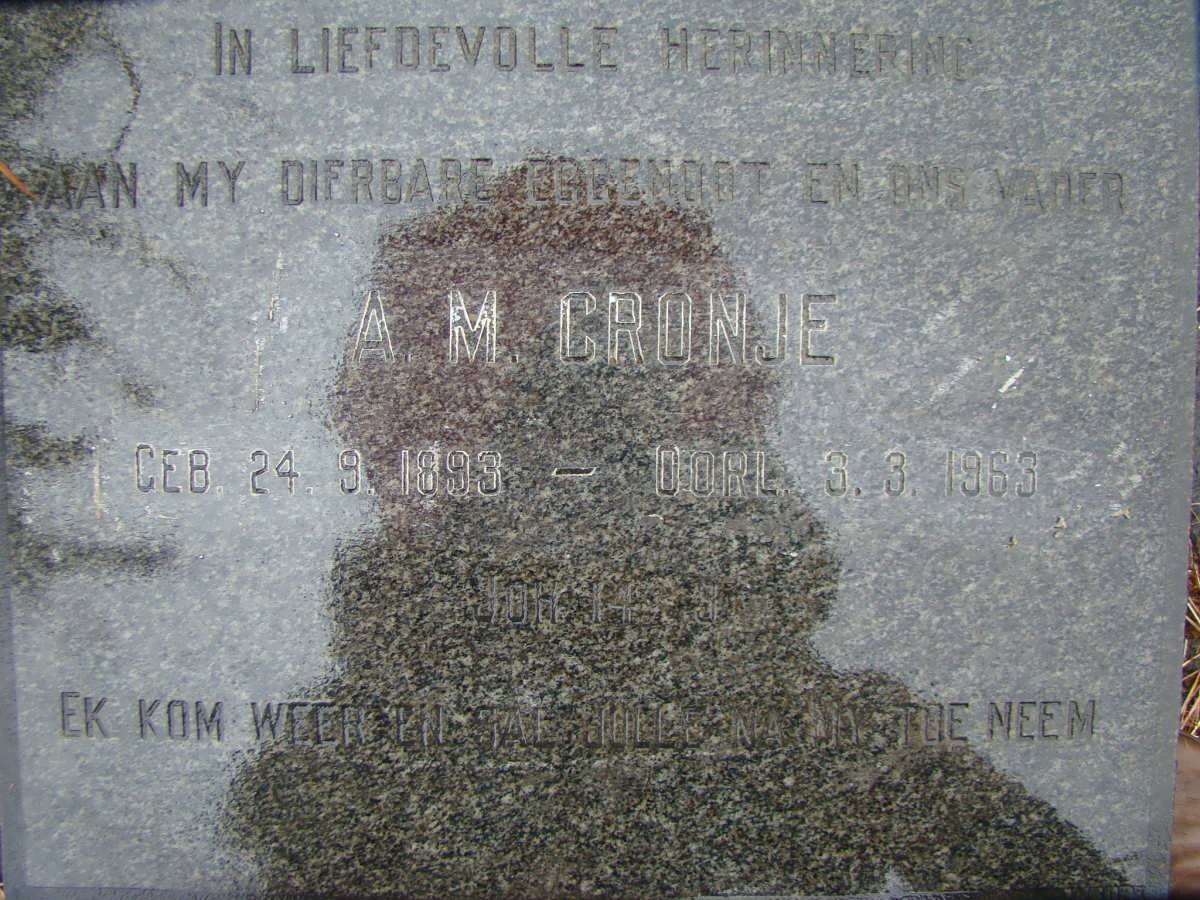 IN LIEFDEVOLLE HERINNERING
AAN MY DIERBARE EGGENOOT EN ONS VADER
A. M. CRONJE
GEB. 24. 9. 1893 — OORL. 3. 3. 1963
JOH. 14 : 3
EK KOM WEER EN SAL JULLE NA MY TOE NEEM